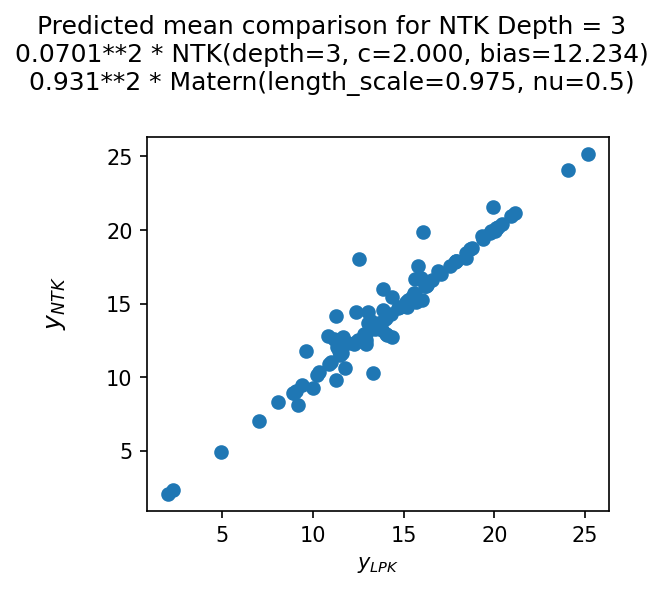 Predicted mean comparison for NTK Depth = 3
0.0701**2 * NTK(depth=3, c=2.000, bias=12.234)
0.931**2 * Matern(length_scale=0.975, nu=0.5)
25
20
15
10
5
y_NTK
5 10 15 20 25
y_LPK